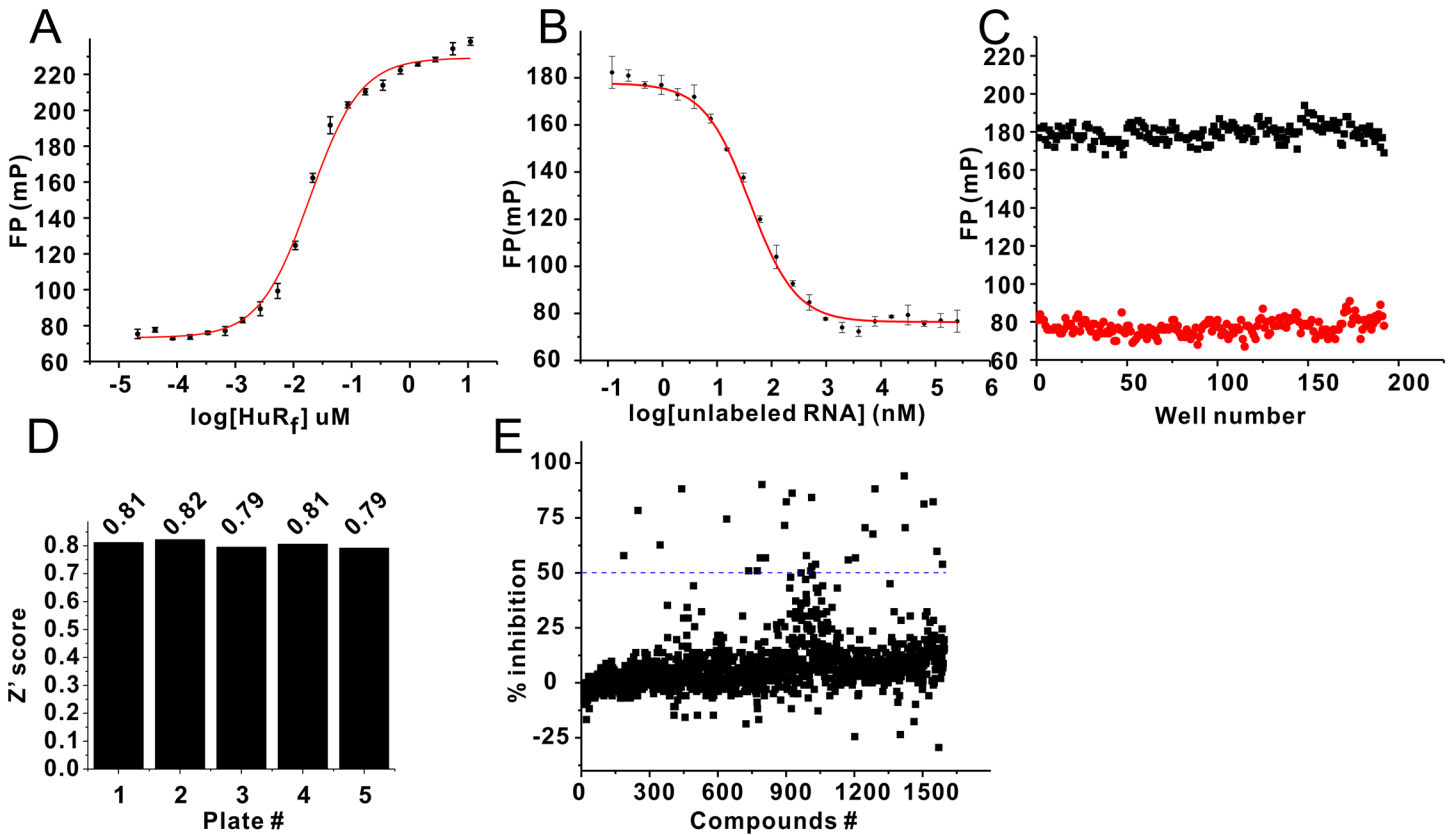 A
220
200
180
160
140
120
100
80
60
FP (mP)
-5 -4 -3 -2 -1 0 1
log[HuRf] uM
B
180
160
140
120
100
80
60
FP(mP)
-1 0 1 2 3 4 5 6
log[unlabeled RNA] (nM)
C
220
200
180
160
140
120
100
80
60
FP (mP)
0 50 100 150 200
Well number
D
0.81 0.82 0.79 0.81 0.79
0.8
0.7
0.6
0.5
0.4
0.3
0.2
0.1
0.0
Z' score
1 2 3 4 5
Plate #
E
100
75
50
25
0
-25
% inhibition
0 300 600 900 1200 1500
Compounds #